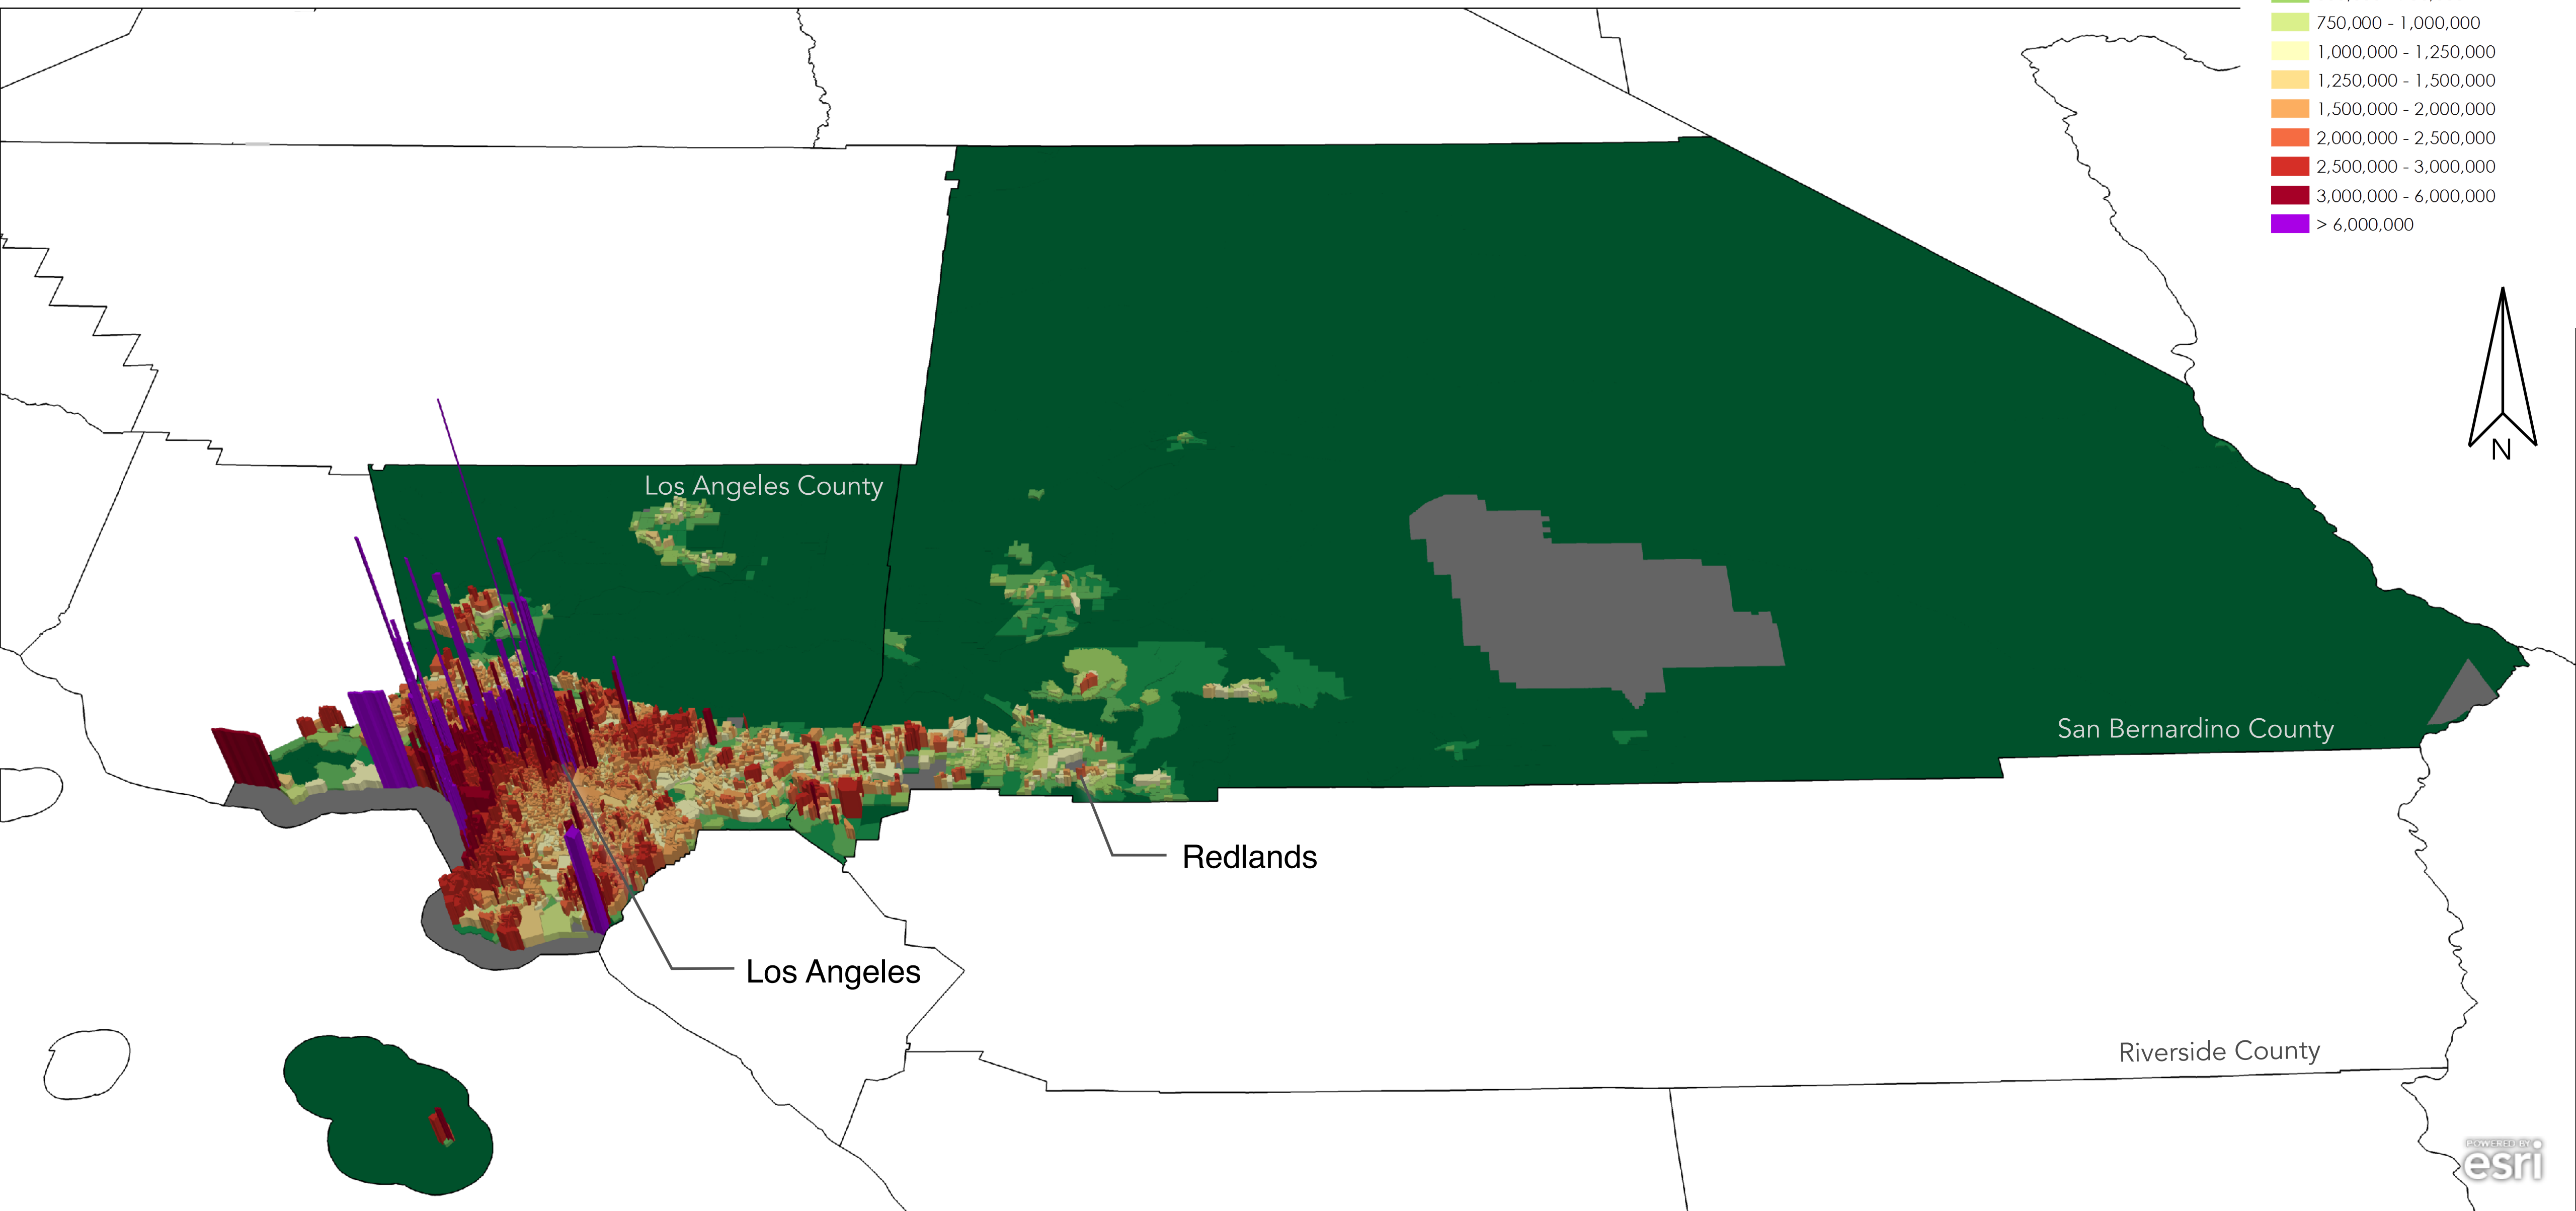 750,000 - 1,000,000
1,000,000 - 1,250,000
1,250,000 - 1,500,000
1,500,000 - 2,000,000
2,000,000 - 2,500,000
2,500,000 - 3,000,000
3,000,000 - 6,000,000
> 6,000,000
N
Los Angeles County
San Bernardino County
Redlands
Los Angeles
Riverside County
POWERED BY
esri